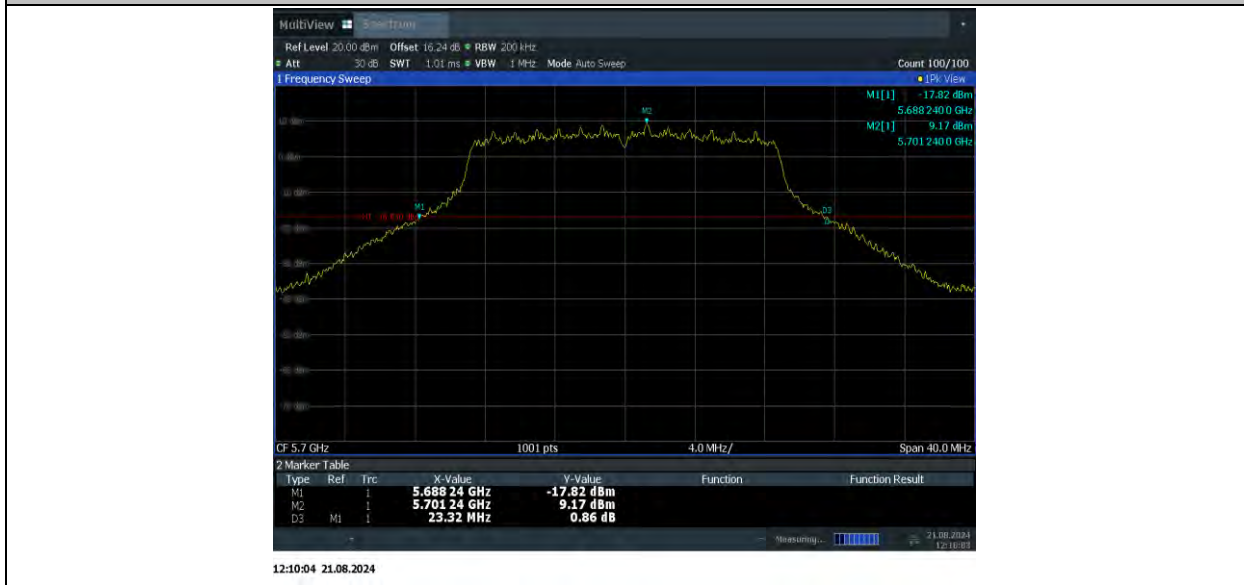 MultiView Spectrum
Ref Level 20.00 dBm Offset 16.24 dB RBW 200 kHz
Att 30 dB SWT 1.01 ms VBW 1 MHz Mode Auto Sweep Count 100/100
1 Frequency Sweep 1Pk View
M1[1] -17.82 dBm
5.688 240 0 GHz
M2[1] 9.17 dBm
5.701 240 0 GHz
M2
M1
D3
CF 5.7 GHz 1001 pts 4.0 MHz/ Span 40.0 MHz
2 Marker Table
Type Ref Trc X-Value Y-Value Function Function Result
M1 1 5.688 24 GHz -17.82 dBm
M2 1 5.701 24 GHz 9.17 dBm
D3 M1 1 23.32 MHz 0.86 dB
Measuring... 21.08.2024
12:10:04 21.08.2024